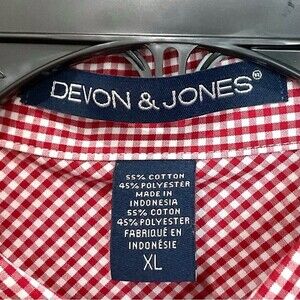 DEVON & JONES®
55% COTTON
45% POLYESTER
MADE IN
INDONESIA
55% COTON
45% POLYESTER
FABRIQUÉ EN
INDONÉSIE
XL